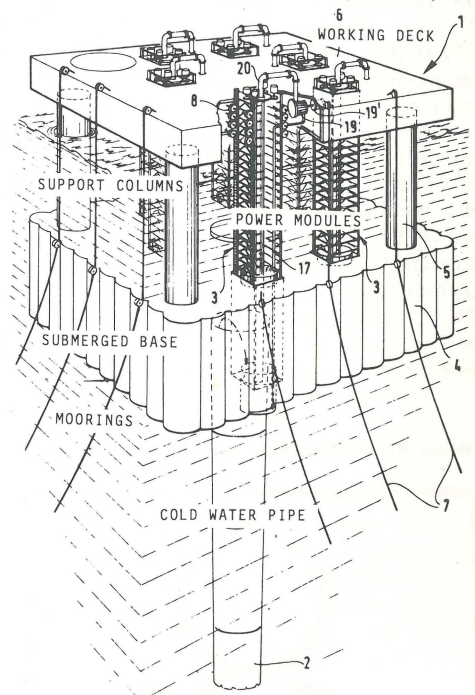 6
WORKING DECK
1
20
8
19'
19
SUPPORT COLUMNS
POWER MODULES
17
3
3
5
4
SUBMERGED BASE
MOORINGS
7
COLD WATER PIPE
2